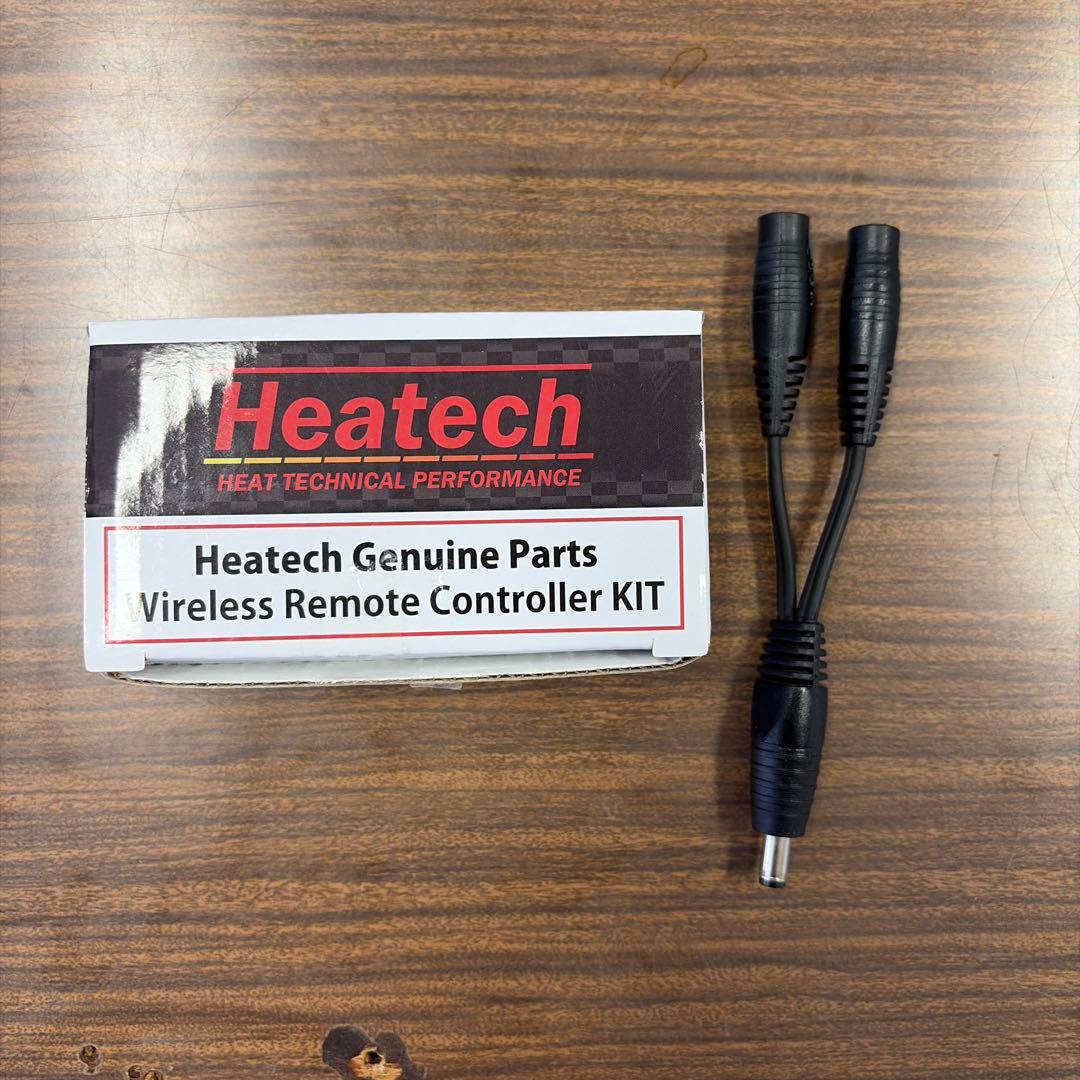 Heatech
HEAT TECHNICAL PERFORMANCE
Heatech Genuine Parts
Wireless Remote Controller KIT